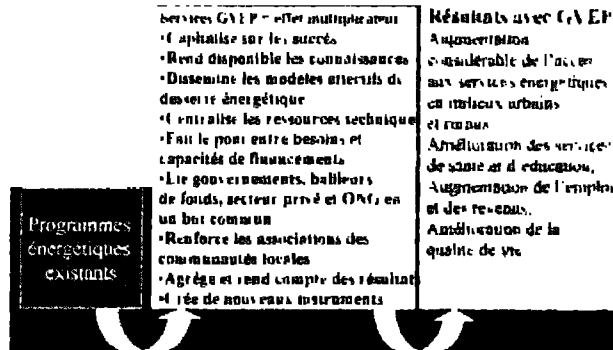 Programmes
énergétiques
existants
Services GVEP = effet multiplicateur
•Capitalise sur les succès
•Rend disponible les connaissances
•Dissemine les modèles effectifs de
desserte énergétique
•Centralise les ressources technique
•Fait le pont entre besoins et
capacités de financements
•Lie gouvernements, bailleurs
de fonds, secteur privé et ONG en
un but commun
•Renforce les associations des
communautés locales
•Agrège et rend compte des résultats
•Crée de nouveaux instruments
Résultats avec GVEP
Augmentation
considérable de l'accès
aux services énergétiques
en milieux urbains
et ruraux
Amélioration des services
de santé et d'éducation,
Augmentation de l'emploi
et des revenus,
Amélioration de la
qualité de vie